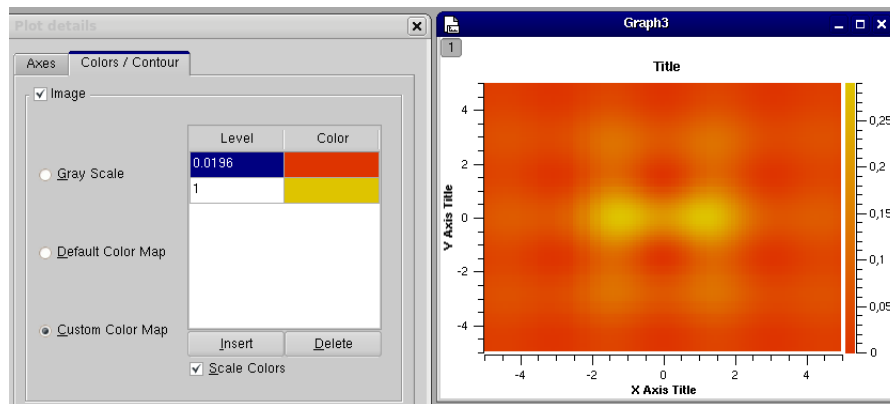 Plot details
Axes
Colors / Contour
Image
Level
Color
0.0196
1
Gray Scale
Default Color Map
Custom Color Map
Insert
Delete
Scale Colors
Graph3
1
Title
4
2
0
-2
-4
Y Axis Title
-4
-2
0
2
4
X Axis Title
0,25
0,2
0,15
0,1
0,05
0